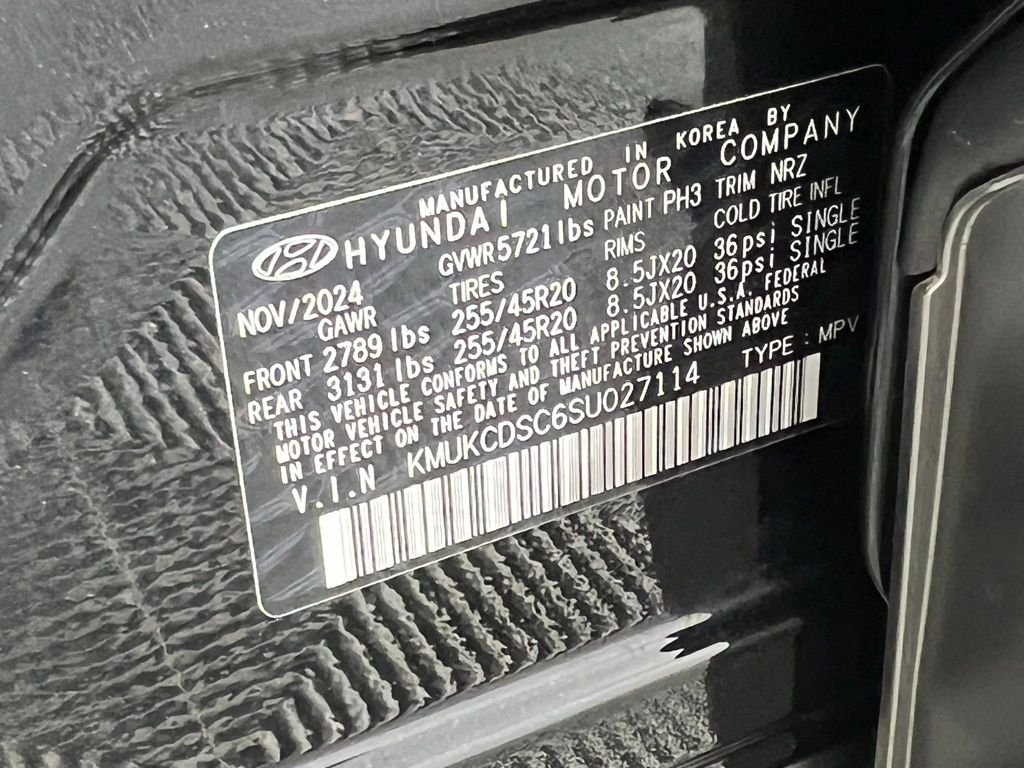 MANUFACTURED IN KOREA BY
HYUNDAI MOTOR COMPANY
NOV/2024 GVWR 5721 lbs PAINT PH3 TRIM NRZ
GAWR TIRES RIMS COLD TIRE INFL
FRONT 2789 lbs 255/45R20 8.5JX20 36psi SINGLE
REAR 3131 lbs 255/45R20 8.5JX20 36psi SINGLE
THIS VEHICLE CONFORMS TO ALL APPLICABLE U.S.A. FEDERAL
MOTOR VEHICLE SAFETY AND THEFT PREVENTION STANDARDS
IN EFFECT ON THE DATE OF MANUFACTURE SHOWN ABOVE
V.I.N KMUKCDSC6SU027114 TYPE : MPV